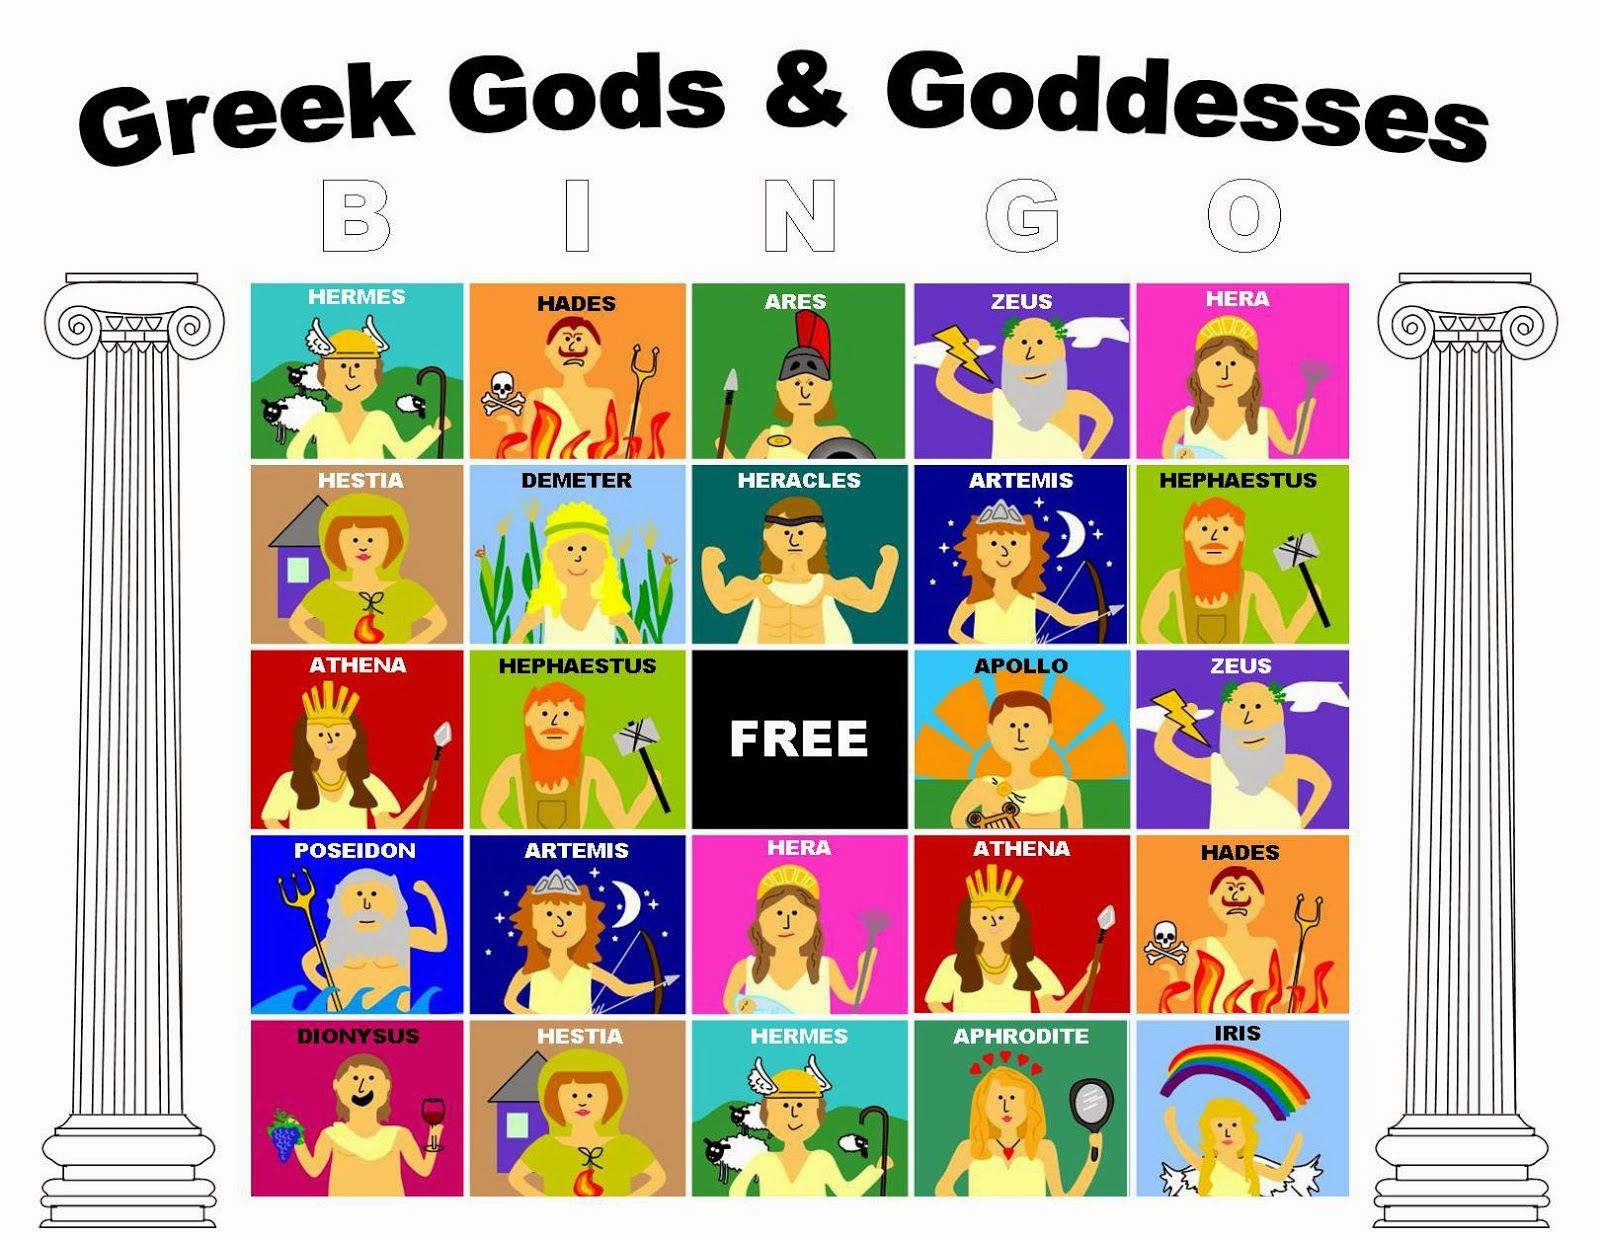 Greek Gods & Goddesses
B I N G O
HERMES HADES ARES ZEUS HERA
HESTIA DEMETER HERACLES ARTEMIS HEPHAESTUS
ATHENA HEPHAESTUS FREE APOLLO ZEUS
POSEIDON ARTEMIS HERA ATHENA HADES
DIONYSUS HESTIA HERMES APHRODITE IRIS